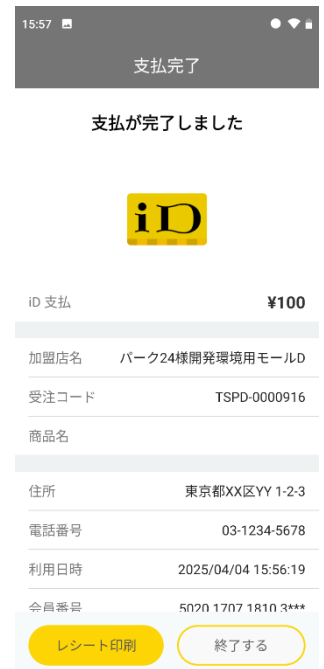 15:57
支払完了
支払が完了しました
iD
iD 支払 ¥100
加盟店名 パーク24様開発環境用モールD
受注コード TSPD-0000916
商品名
住所 東京都XX区YY 1-2-3
電話番号 03-1234-5678
利用日時 2025/04/04 15:56:19
会員番号 5020 1707 1810 3***
レシート印刷 終了する